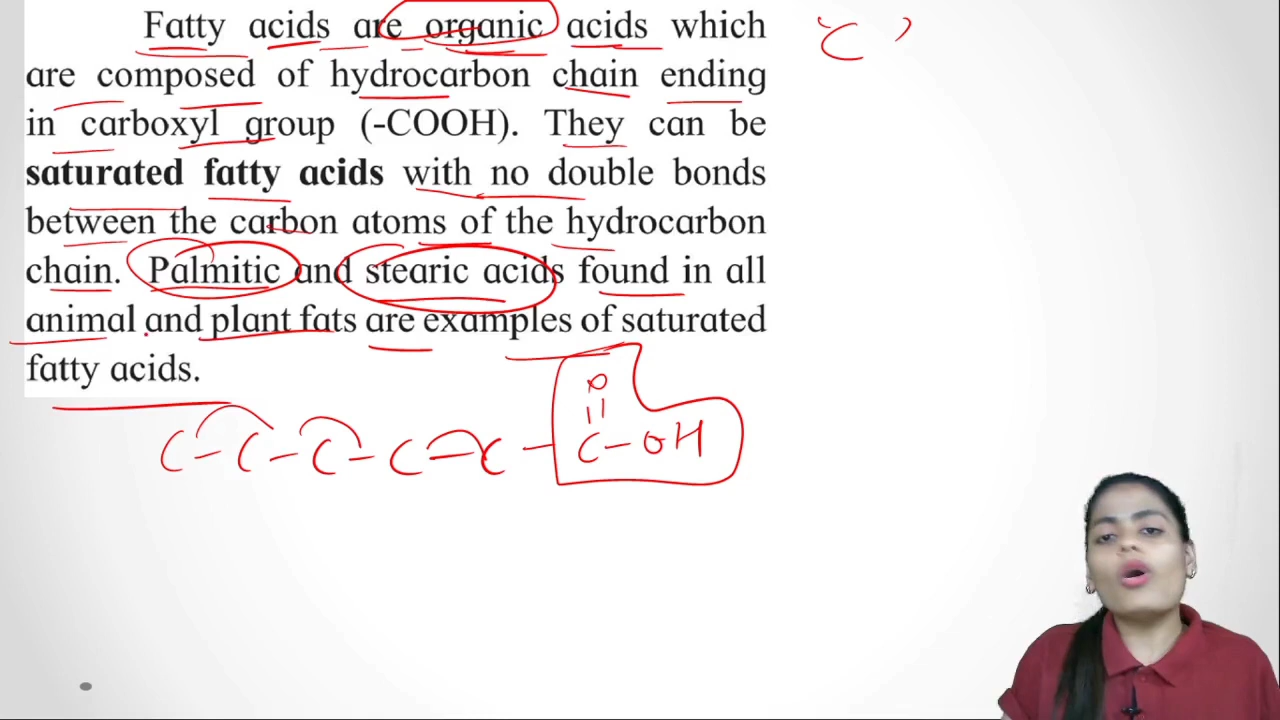 Fatty acids are organic acids which
are composed of hydrocarbon chain ending
in carboxyl group (-COOH). They can be
saturated fatty acids with no double bonds
between the carbon atoms of the hydrocarbon
chain. Palmitic and stearic acids found in all
animal and plant fats are examples of saturated
fatty acids.
‘C’
O
||
C - C - C - C - C - C - OH